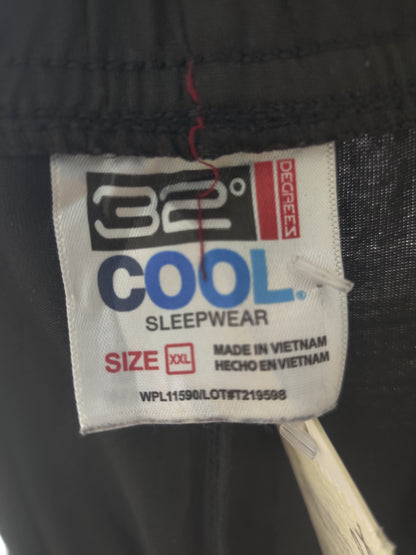 32°
DEGREES
COOL®
SLEEPWEAR
SIZE XXL
MADE IN VIETNAM
HECHO EN VIETNAM
WPL11590/LOT#T219598